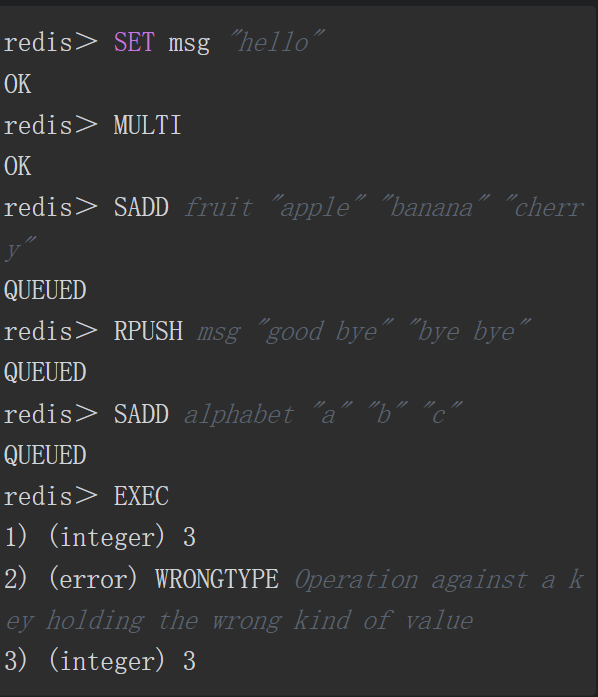 redis＞ SET msg "hello"
OK
redis＞ MULTI
OK
redis＞ SADD fruit "apple" "banana" "cherr
y"
QUEUED
redis＞ RPUSH msg "good bye" "bye bye"
QUEUED
redis＞ SADD alphabet "a" "b" "c"
QUEUED
redis＞ EXEC
1) (integer) 3
2) (error) WRONGTYPE Operation against a k
ey holding the wrong kind of value
3) (integer) 3